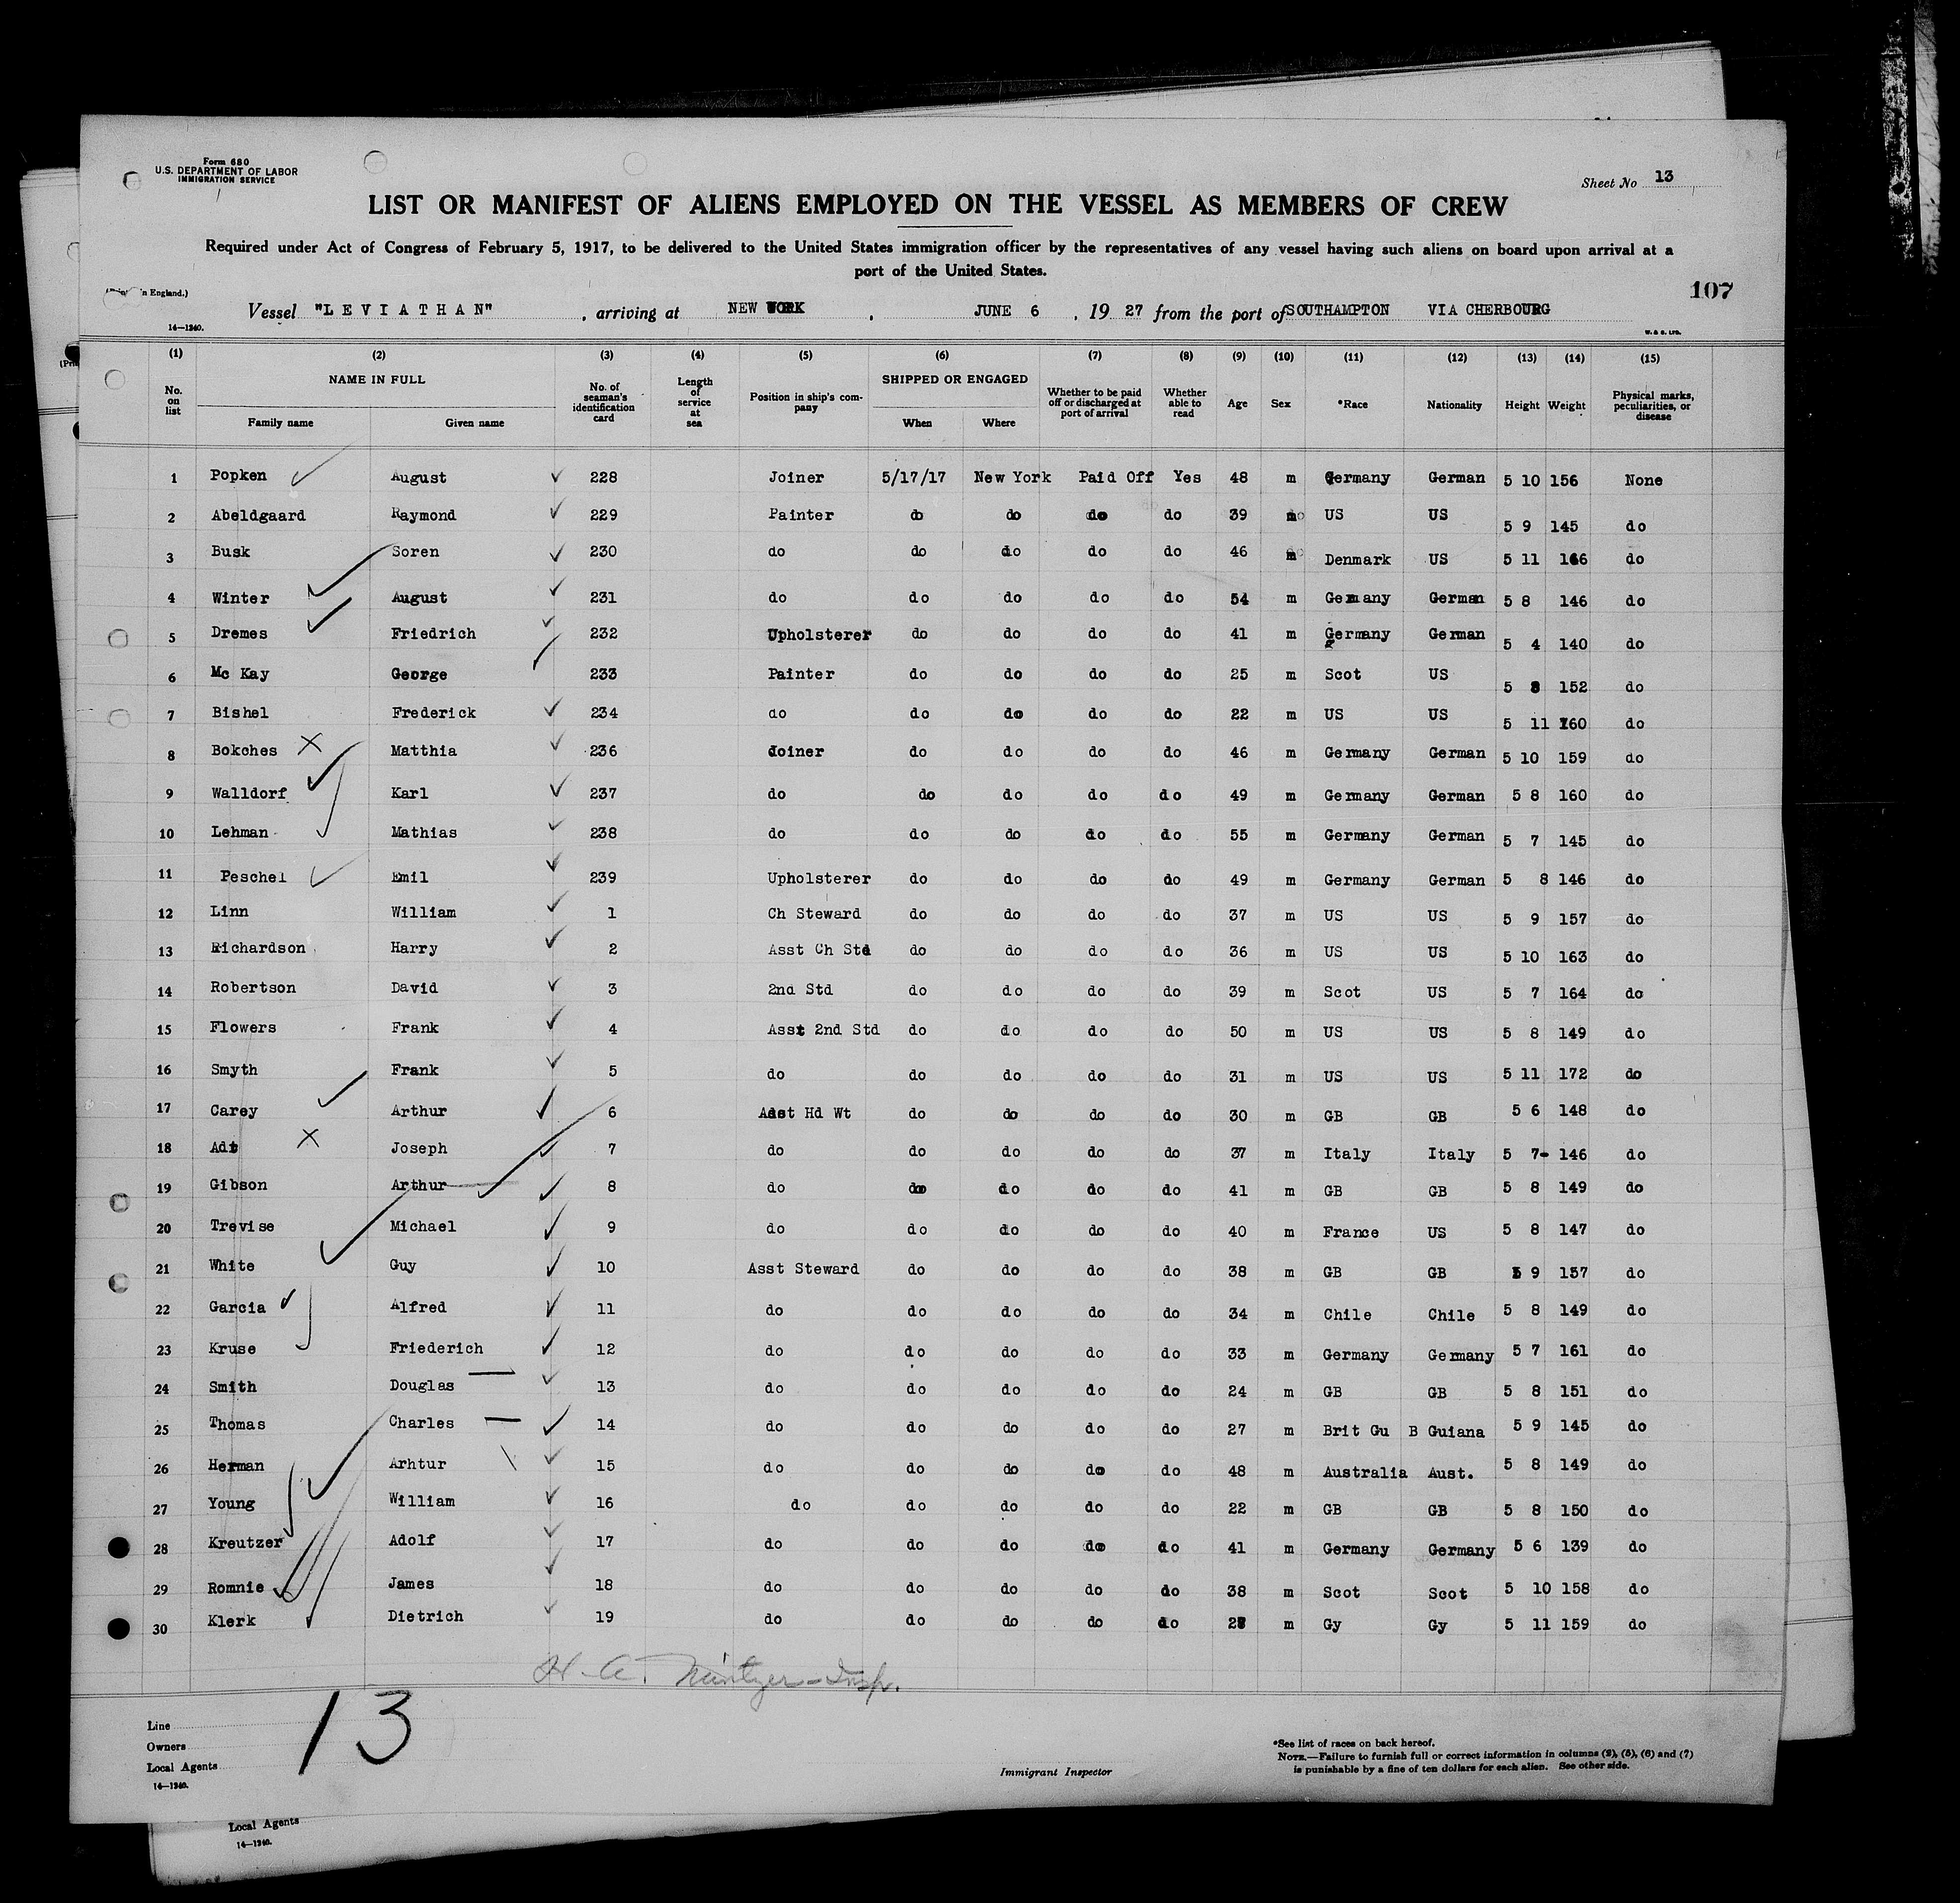 Form 680
U.S. DEPARTMENT OF LABOR
IMMIGRATION SERVICE
Sheet No 13
LIST OR MANIFEST OF ALIENS EMPLOYED ON THE VESSEL AS MEMBERS OF CREW
Required under Act of Congress of February 5, 1917, to be delivered to the United States immigration officer by the representatives of any vessel having such aliens on board upon arrival at a
port of the United States.
n England.)
107
Vessel "LEVIATHAN", arriving at NEW YORK, JUNE 6, 19 27 from the port of SOUTHAMPTON VIA CHERBOURG
14—1240.
W. & S. LTD.
(1) (2) (3) (4) (5) (6) (7) (8) (9) (10) (11) (12) (13) (14) (15)
No. on list NAME IN FULL Family name Given name No. of seaman's identification card Length of service at sea Position in ship's company SHIPPED OR ENGAGED When Where Whether to be paid off or discharged at port of arrival Whether able to read Age Sex *Race Nationality Height Weight Physical marks, peculiarities, or disease
1 Popken August 228 Joiner 5/17/17 New York Paid Off Yes 48 m Germany German 5 10 156 None
2 Abeldgaard Raymond 229 Painter do do do do 39 m US US 5 9 145 do
3 Busk Soren 230 do do do do do 46 m Denmark US 5 11 166 do
4 Winter August 231 do do do do do 54 m Germany German 5 8 146 do
5 Dremes Friedrich 232 Upholsterer do do do do 41 m Germany German 5 4 140 do
6 Mc Kay George 233 Painter do do do do 25 m Scot US 5 8 152 do
7 Bishel Frederick 234 do do do do do 22 m US US 5 11 160 do
8 Bokches X Matthia 236 Joiner do do do do 46 m Germany German 5 10 159 do
9 Walldorf Karl 237 do do do do do 49 m Germany German 5 8 160 do
10 Lehman Mathias 238 do do do do do 55 m Germany German 5 7 145 do
11 Peschel Emil 239 Upholsterer do do do do 49 m Germany German 5 8 146 do
12 Linn William 1 Ch Steward do do do do 37 m US US 5 9 157 do
13 Richardson Harry 2 Asst Ch Std do do do do 36 m US US 5 10 163 do
14 Robertson David 3 2nd Std do do do do 39 m Scot US 5 7 164 do
15 Flowers Frank 4 Asst 2nd Std do do do do 50 m US US 5 8 149 do
16 Smyth Frank 5 do do do do do 31 m US US 5 11 172 do
17 Carey Arthur 6 Asst Hd Wt do do do do 30 m GB GB 5 6 148 do
18 X Joseph 7 do do do do do 37 m Italy Italy 5 7- 146 do
19 Gibson Arthur 8 do do do do do 41 m GB GB 5 8 149 do
20 Trevise Michael 9 do do do do do 40 m France US 5 8 147 do
21 White Guy 10 Asst Steward do do do do 38 m GB GB 5 9 157 do
22 Garcia Alfred 11 do do do do do 34 m Chile Chile 5 8 149 do
23 Kruse Friederich 12 do do do do do 33 m Germany Germany 5 7 161 do
24 Smith Douglas 13 do do do do do 24 m GB GB 5 8 151 do
25 Thomas Charles 14 do do do do do 27 m Brit Gu B Guiana 5 9 145 do
26 Herman Arhtur 15 do do do do do 48 m Australia Aust. 5 8 149 do
27 Young William 16 do do do do do 22 m GB GB 5 8 150 do
28 Kreutzer Adolf 17 do do do do do 41 m Germany Germany 5 6 139 do
29 Romnie James 18 do do do do do 38 m Scot Scot 5 10 158 do
30 Klerk Dietrich 19 do do do do do m Gy Gy 5 11 159 do
H. A. Insp.
13
Line
Owners
Local Agents
14—1240.
Immigrant Inspector
*See list of races on back hereof.
NOTE.—Failure to furnish full or correct information in columns (2), (5), (6) and (7)
is punishable by a fine of ten dollars for each alien. See other side.
Local Agents
14—1240.